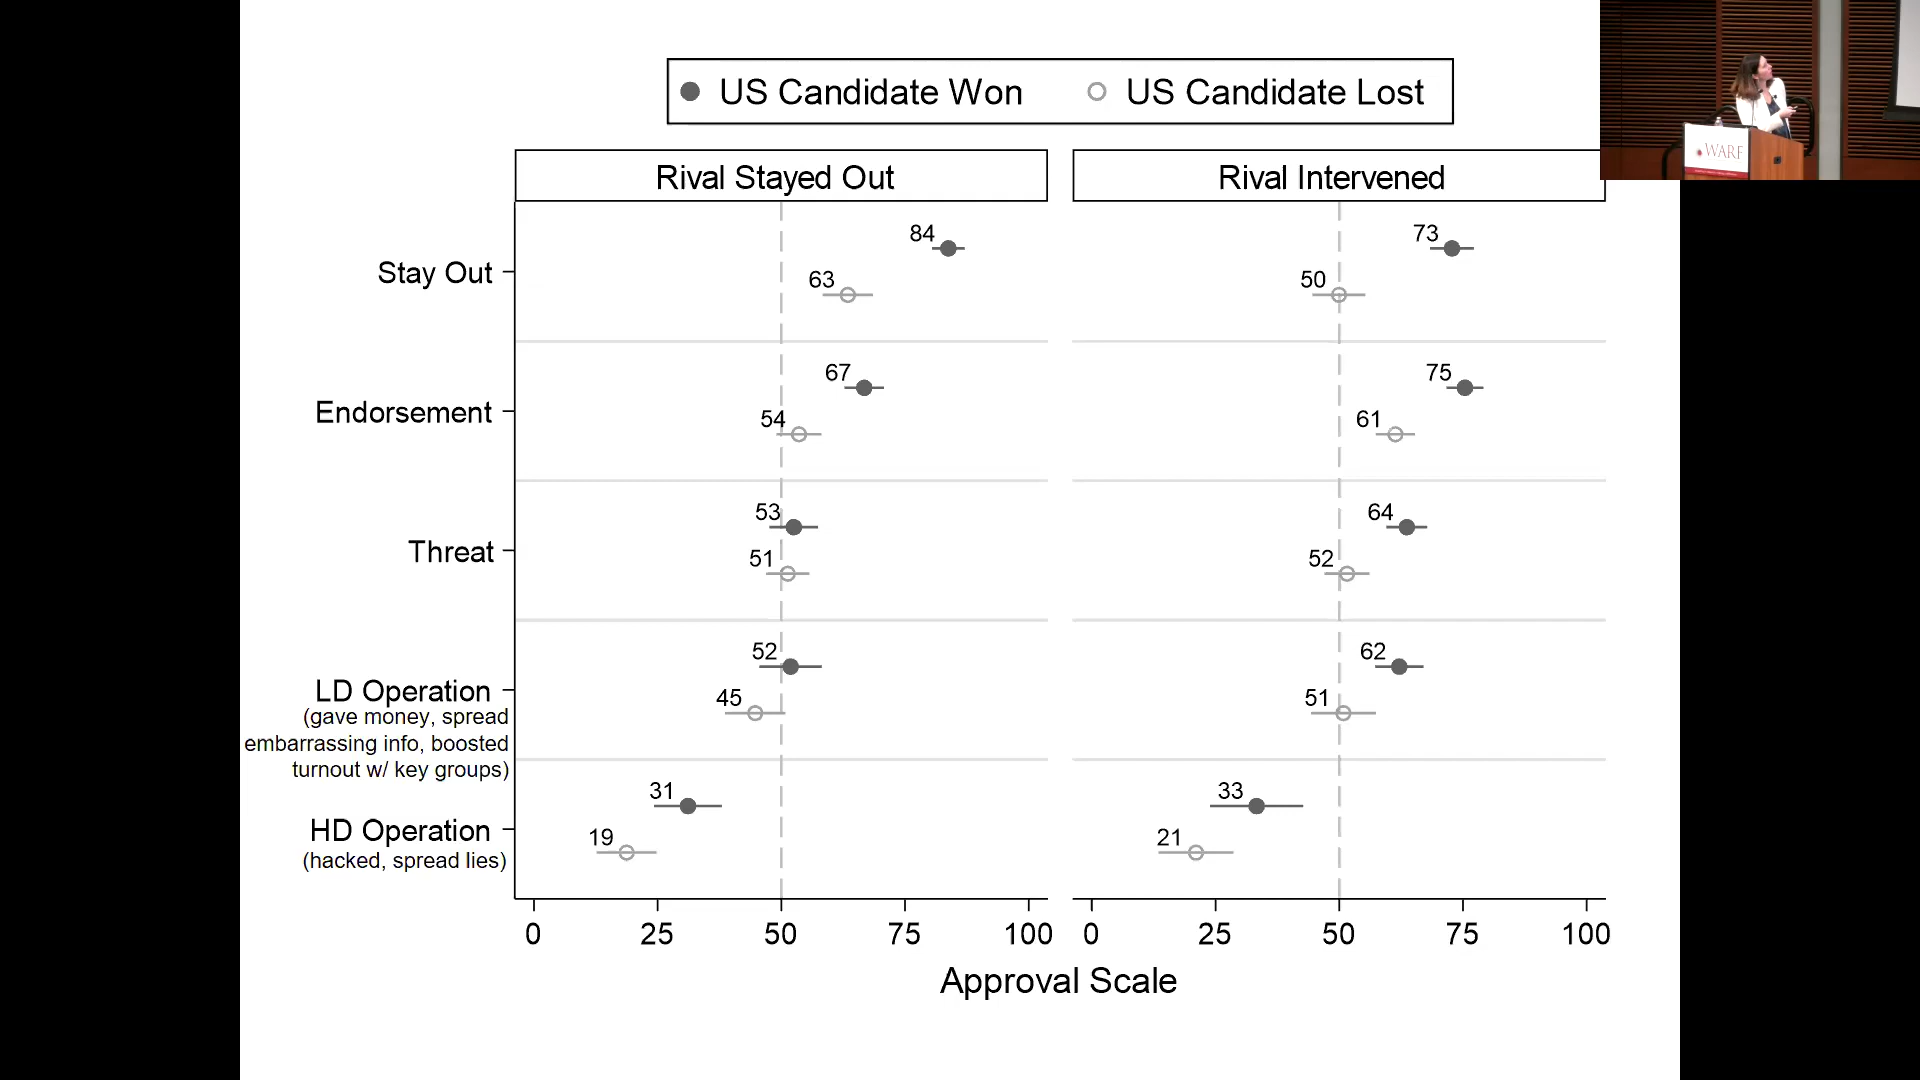 US Candidate Won
US Candidate Lost
Rival Stayed Out
Rival Intervened
WARF
Stay Out
84
63
73
50
Endorsement
67
54
75
61
Threat
53
51
64
52
LD Operation
(gave money, spread
embarrassing info, boosted
turnout w/ key groups)
52
45
62
51
HD Operation
(hacked, spread lies)
31
19
33
21
0 25 50 75 100
0 25 50 75 100
Approval Scale